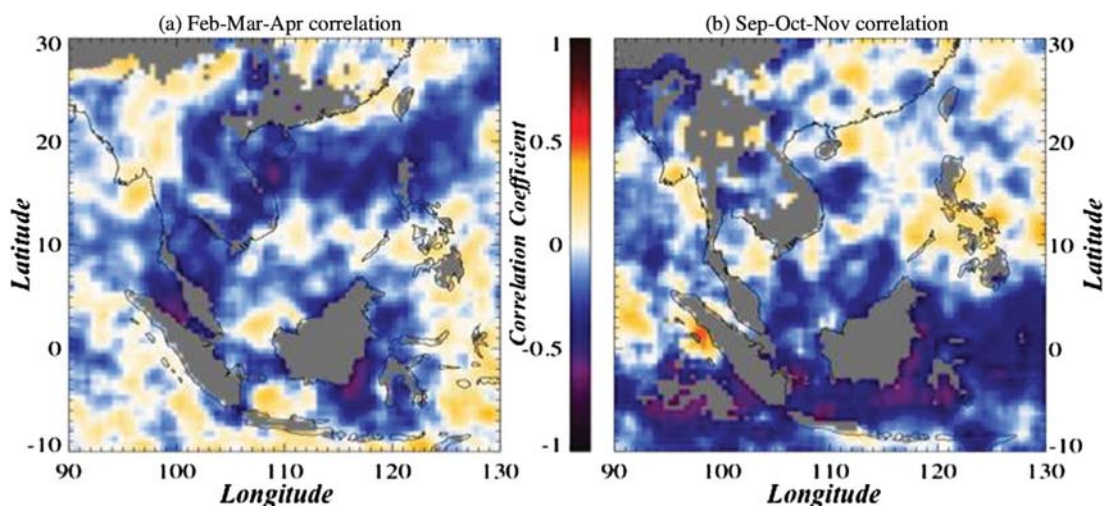 (a) Feb-Mar-Apr correlation
(b) Sep-Oct-Nov correlation
30
20
10
0
-10
Latitude
90 100 110 120 130
Longitude
1
0.5
0
-0.5
-1
Correlation Coefficient
30
20
10
0
-10
Latitude
90 100 110 120 130
Longitude